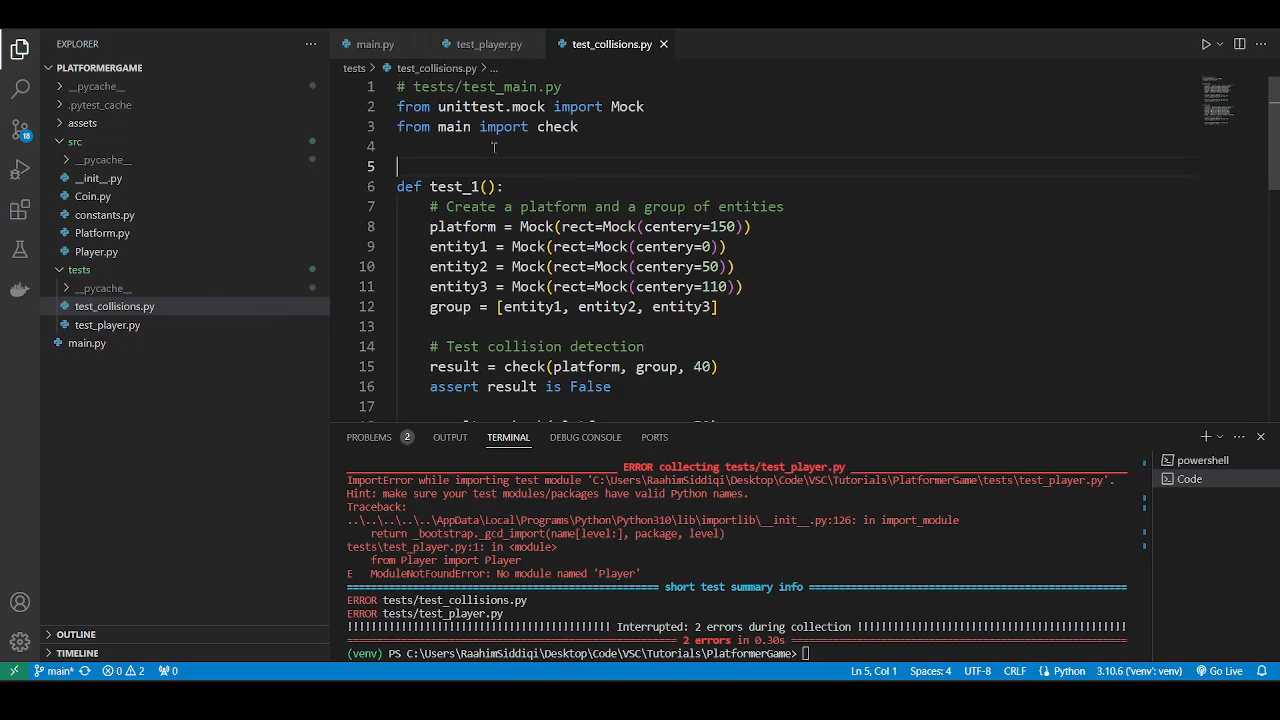 EXPLORER
PLATFORMERGAME
__pycache__
.pytest_cache
assets
src
__pycache__
__init__.py
Coin.py
constants.py
Platform.py
Player.py
tests
__pycache__
test_collisions.py
test_player.py
main.py
OUTLINE
TIMELINE
main.py test_player.py test_collisions.py
tests test_collisions.py ...
1 # tests/test_main.py
2 from unittest.mock import Mock
3 from main import check
4
5
6 def test_1():
7 # Create a platform and a group of entities
8 platform = Mock(rect=Mock(centery=150))
9 entity1 = Mock(rect=Mock(centery=0))
10 entity2 = Mock(rect=Mock(centery=50))
11 entity3 = Mock(rect=Mock(centery=110))
12 group = [entity1, entity2, entity3]
13
14 # Test collision detection
15 result = check(platform, group, 40)
16 assert result is False
17
PROBLEMS 2 OUTPUT TERMINAL DEBUG CONSOLE PORTS
powershell
Code
ERROR collecting tests/test_player.py
ImportError while importing test module 'C:\Users\RaahimSiddiqi\Desktop\Code\VSC\Tutorials\PlatformerGame\tests\test_player.py'.
Hint: make sure your test modules/packages have valid Python names.
Traceback:
..\..\..\..\..\AppData\Local\Programs\Python\Python310\lib\importlib\__init__.py:126: in import_module
return _bootstrap._gcd_import(name[level:], package, level)
tests\test_player.py:1: in <module>
from Player import Player
E ModuleNotFoundError: No module named 'Player'
short test summary info
ERROR tests/test_collisions.py
ERROR tests/test_player.py
Interrupted: 2 errors during collection
2 errors in 0.30s
(venv) PS C:\Users\RaahimSiddiqi\Desktop\Code\VSC\Tutorials\PlatformerGame>
18
main* 0 2 0 Ln 5, Col 1 Spaces: 4 UTF-8 CRLF Python 3.10.6 ('venv': venv) Go Live